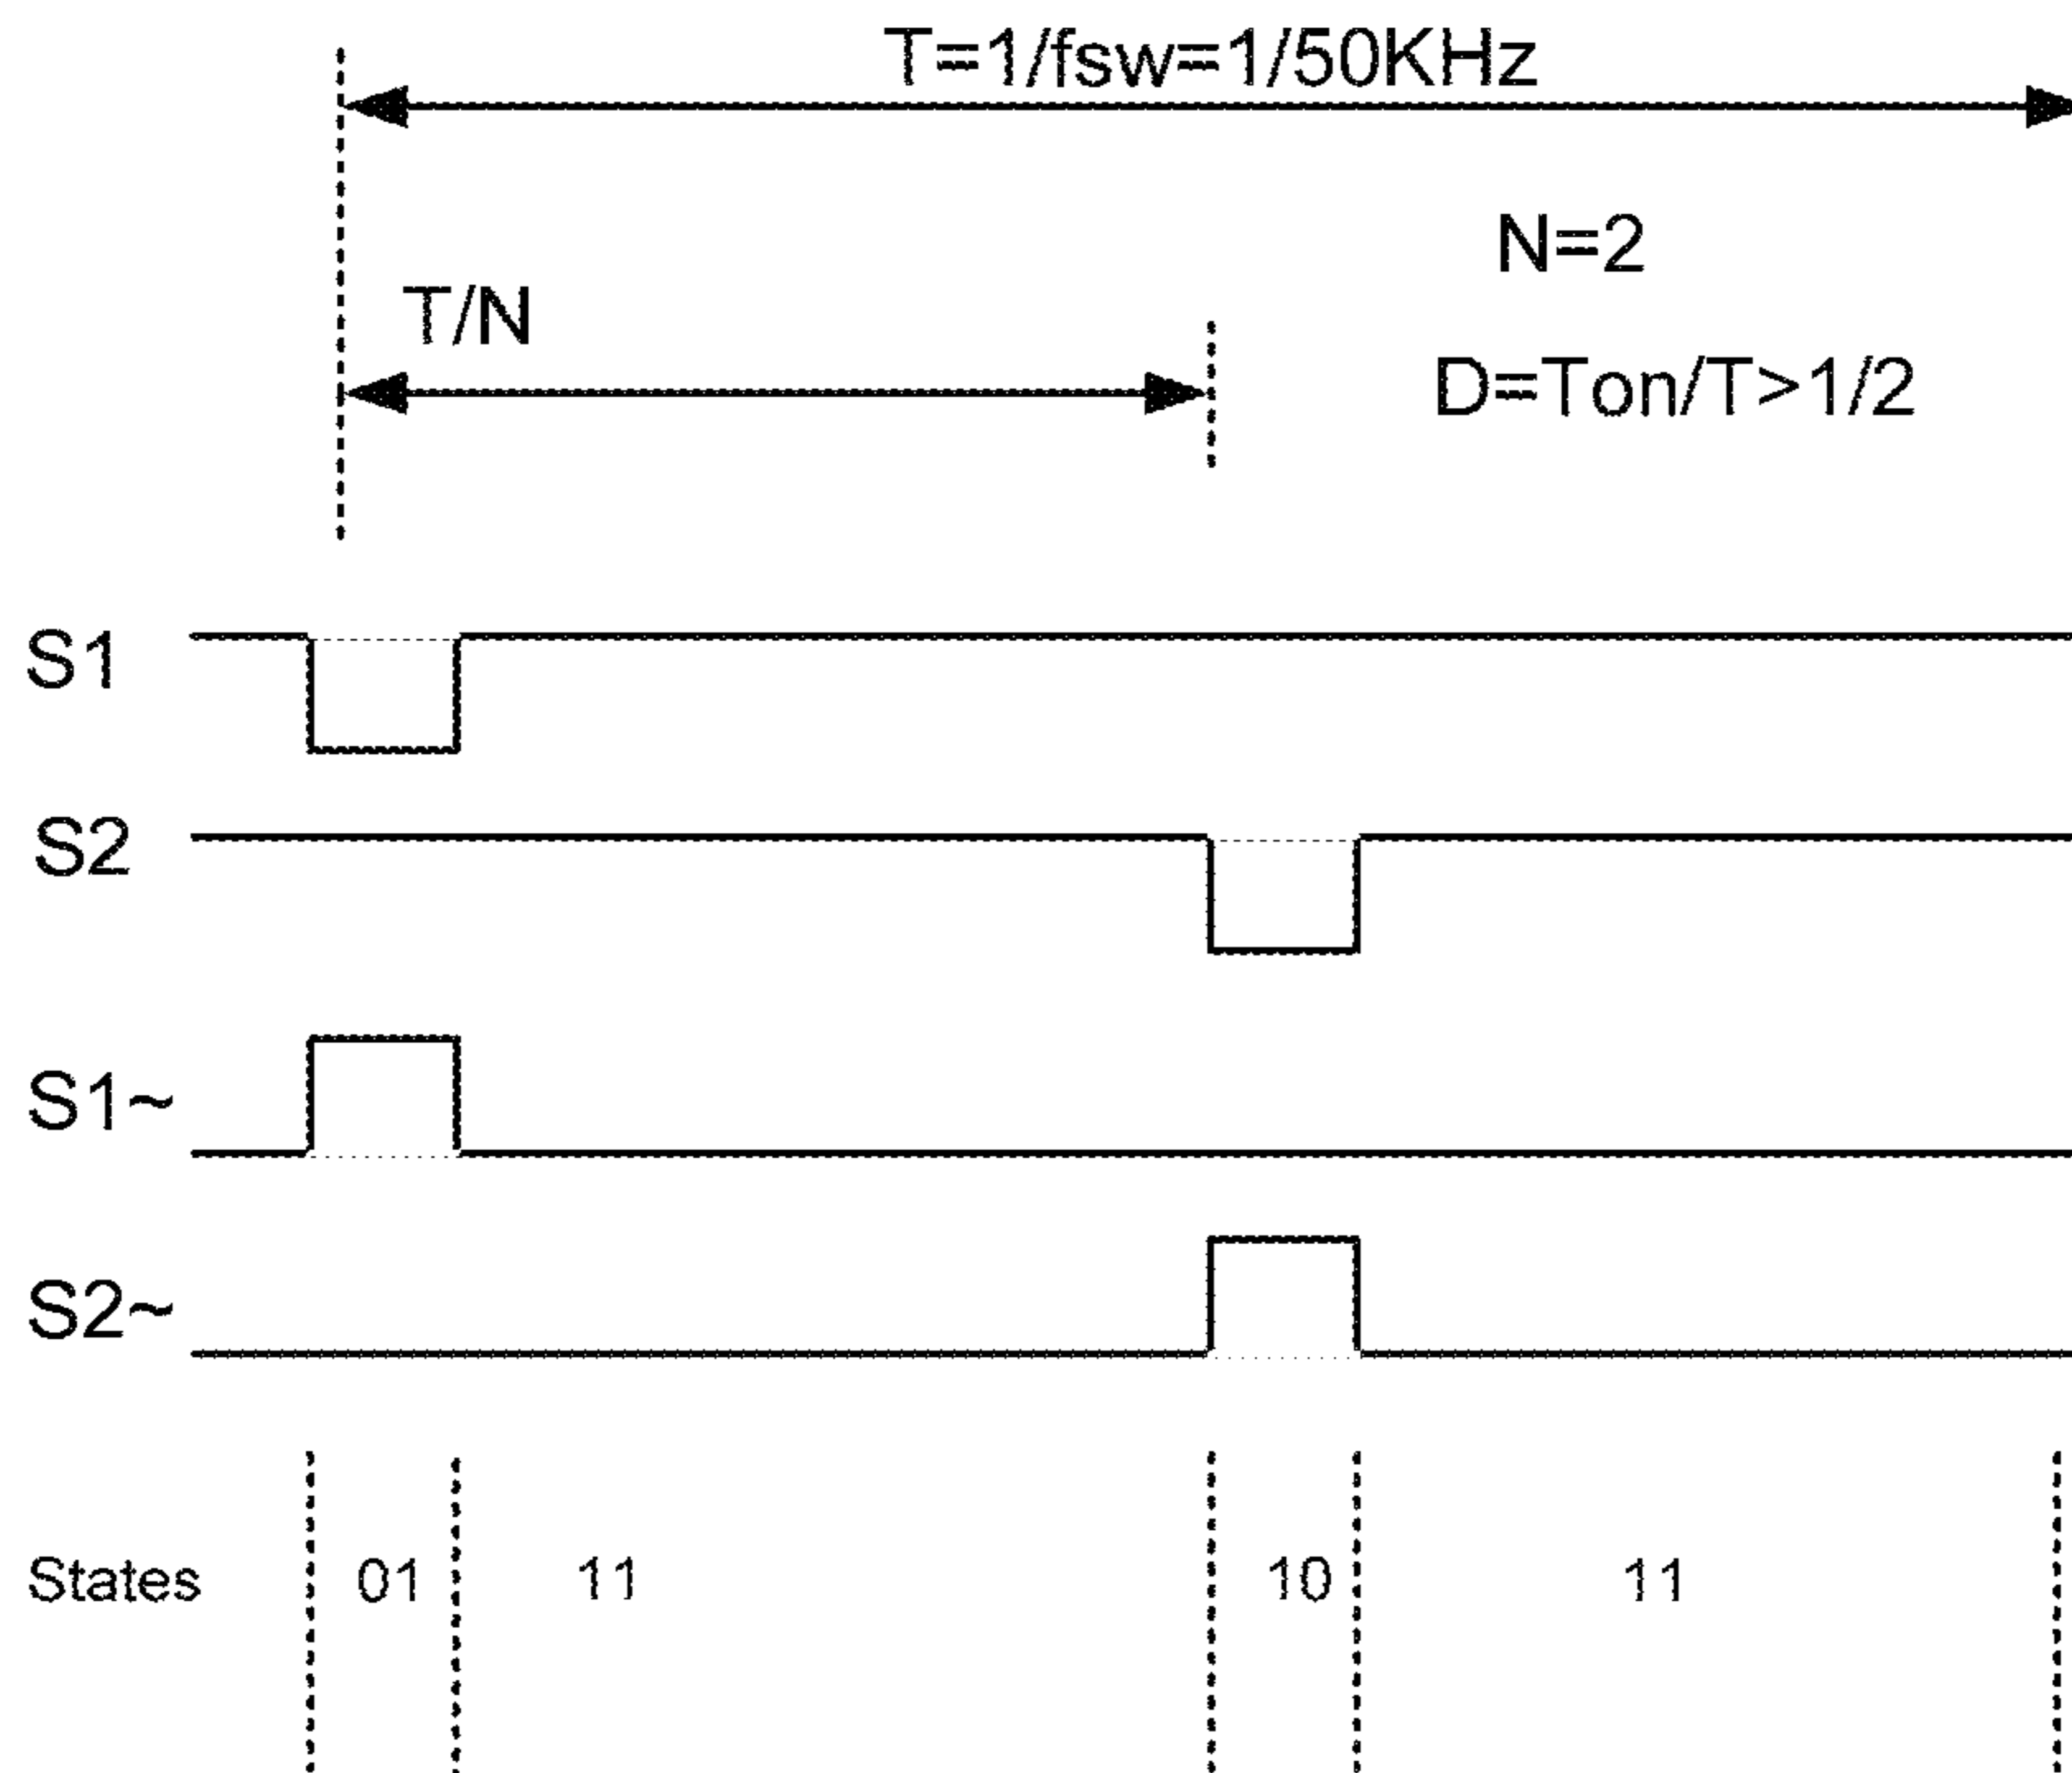 T=1/fsw=1/50KHz
N=2
T/N
D=Ton/T>1/2
S1
S2
S1~
S2~
States 01 11 10 11